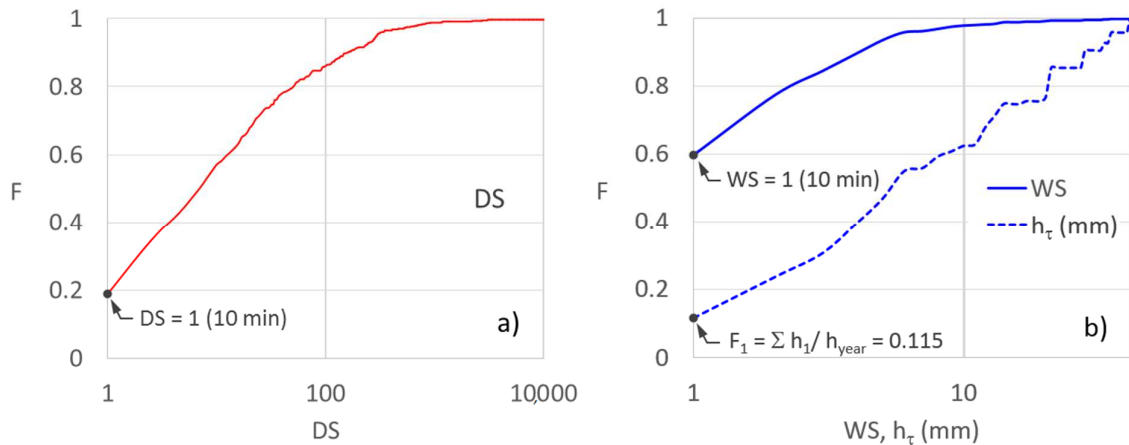 1
0.8
0.6
0.4
0.2
0
F
DS
DS = 1 (10 min)
a)
1
100
10,000
DS
1
0.8
0.6
0.4
0.2
0
F
WS = 1 (10 min)
WS
hτ (mm)
F1 = Σ h1/ hyear = 0.115
b)
1
10
WS, hτ (mm)